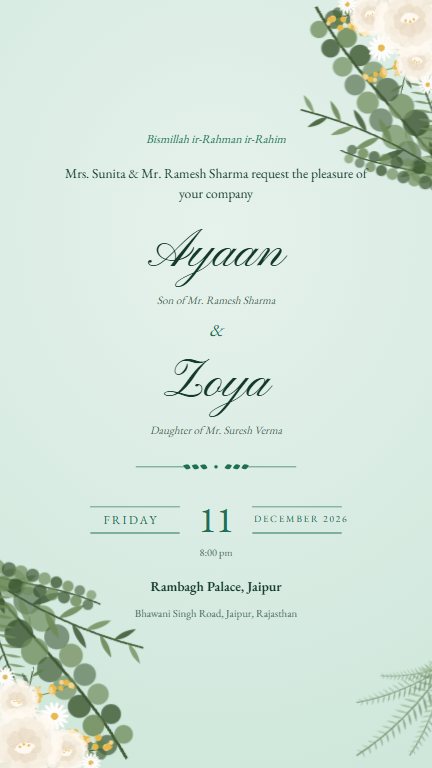 Bismillah ir-Rahman ir-Rahim
Mrs. Sunita & Mr. Ramesh Sharma request the pleasure of
your company
Ayaan
Son of Mr. Ramesh Sharma
&
Zoya
Daughter of Mr. Suresh Verma
FRIDAY 11 DECEMBER 2026
8:00 pm
Rambagh Palace, Jaipur
Bhawani Singh Road, Jaipur, Rajasthan